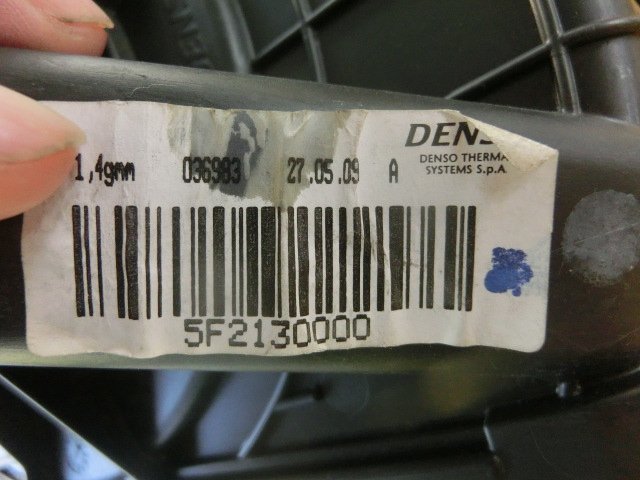 1,4gmm 036983 27.05.09 A
DENS
DENSO THERMA
SYSTEMS S.p.A
5F2130000